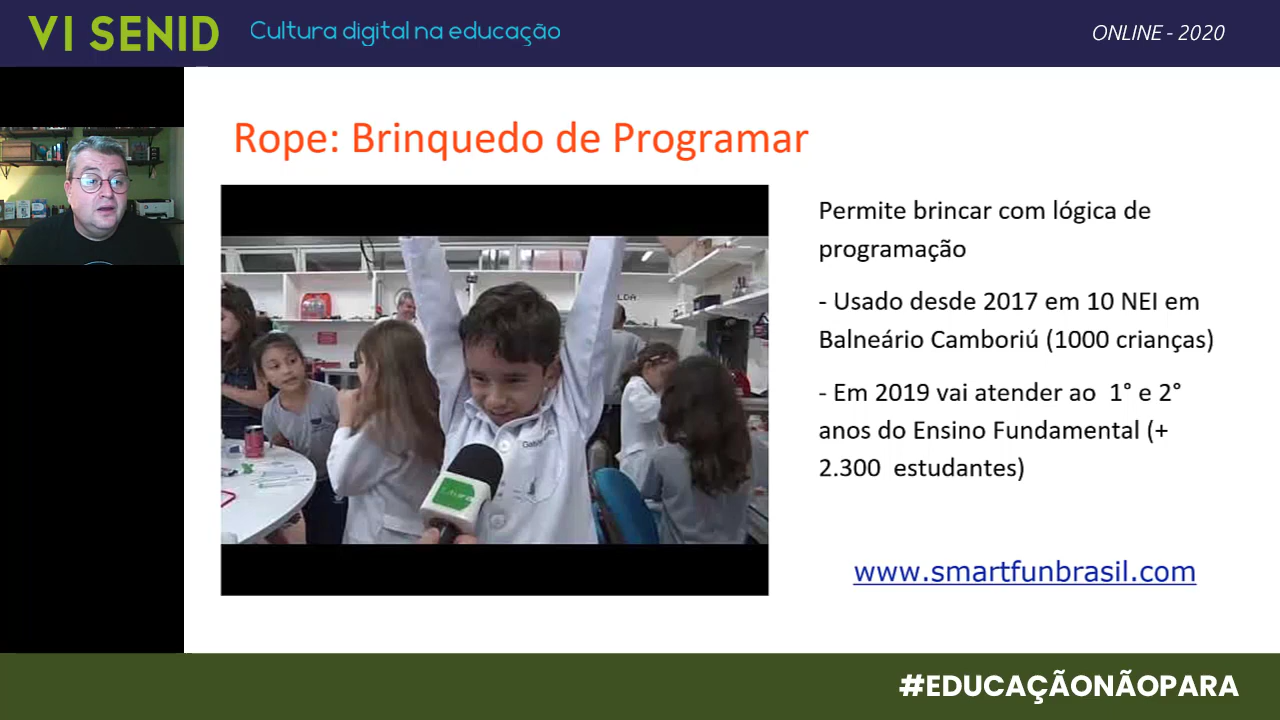 VI SENID
Cultura digital na educação
ONLINE - 2020
Rope: Brinquedo de Programar
Permite brincar com lógica de
programação
- Usado desde 2017 em 10 NEI em
Balneário Camboriú (1000 crianças)
- Em 2019 vai atender ao 1° e 2°
anos do Ensino Fundamental (+
2.300 estudantes)
www.smartfunbrasil.com
#EDUCAÇÃONÃOPARA